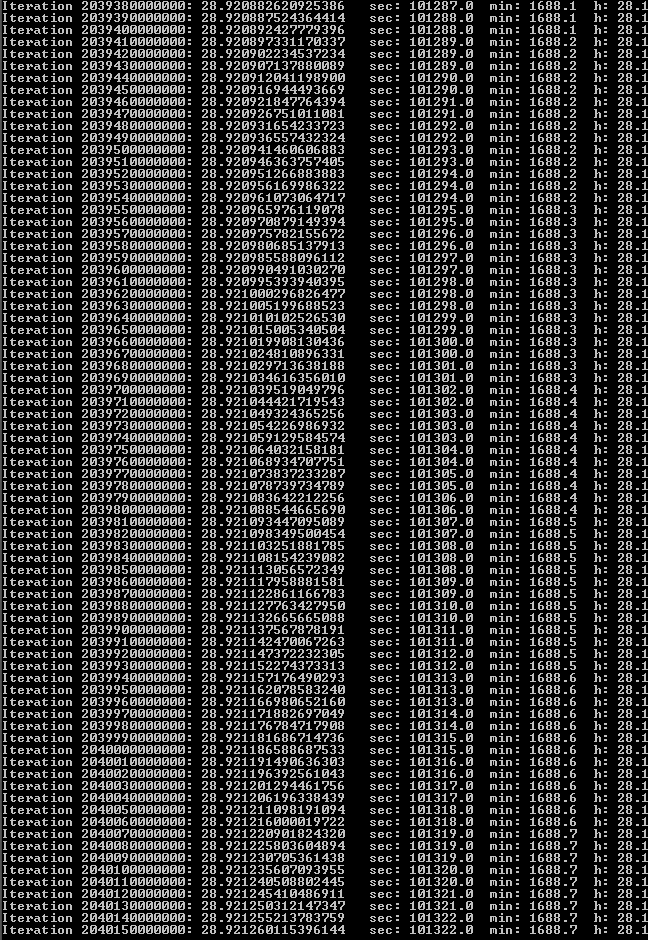 Iteration 2039380000000: 28.920882620925386 sec: 101287.0 min: 1688.1 h: 28.1
Iteration 2039390000000: 28.920887524364414 sec: 101288.0 min: 1688.1 h: 28.1
Iteration 2039400000000: 28.920892427779396 sec: 101288.0 min: 1688.1 h: 28.1
Iteration 2039410000000: 28.920897331170337 sec: 101289.0 min: 1688.2 h: 28.1
Iteration 2039420000000: 28.920902234537234 sec: 101289.0 min: 1688.2 h: 28.1
Iteration 2039430000000: 28.920907137880089 sec: 101289.0 min: 1688.2 h: 28.1
Iteration 2039440000000: 28.920912041198900 sec: 101290.0 min: 1688.2 h: 28.1
Iteration 2039450000000: 28.920916944493669 sec: 101290.0 min: 1688.2 h: 28.1
Iteration 2039460000000: 28.920921847764394 sec: 101291.0 min: 1688.2 h: 28.1
Iteration 2039470000000: 28.920926751011081 sec: 101291.0 min: 1688.2 h: 28.1
Iteration 2039480000000: 28.920931654233723 sec: 101292.0 min: 1688.2 h: 28.1
Iteration 2039490000000: 28.920936557432324 sec: 101292.0 min: 1688.2 h: 28.1
Iteration 2039500000000: 28.920941460606883 sec: 101293.0 min: 1688.2 h: 28.1
Iteration 2039510000000: 28.920946363757405 sec: 101293.0 min: 1688.2 h: 28.1
Iteration 2039520000000: 28.920951266883883 sec: 101294.0 min: 1688.2 h: 28.1
Iteration 2039530000000: 28.920956169986322 sec: 101294.0 min: 1688.2 h: 28.1
Iteration 2039540000000: 28.920961073064717 sec: 101294.0 min: 1688.2 h: 28.1
Iteration 2039550000000: 28.920965976119078 sec: 101295.0 min: 1688.3 h: 28.1
Iteration 2039560000000: 28.920970879149394 sec: 101295.0 min: 1688.3 h: 28.1
Iteration 2039570000000: 28.920975782155672 sec: 101296.0 min: 1688.3 h: 28.1
Iteration 2039580000000: 28.920980685137913 sec: 101296.0 min: 1688.3 h: 28.1
Iteration 2039590000000: 28.920985588096112 sec: 101297.0 min: 1688.3 h: 28.1
Iteration 2039600000000: 28.920990491030270 sec: 101297.0 min: 1688.3 h: 28.1
Iteration 2039610000000: 28.920995393940395 sec: 101298.0 min: 1688.3 h: 28.1
Iteration 2039620000000: 28.921000296826477 sec: 101298.0 min: 1688.3 h: 28.1
Iteration 2039630000000: 28.921005199688523 sec: 101298.0 min: 1688.3 h: 28.1
Iteration 2039640000000: 28.921010102526530 sec: 101299.0 min: 1688.3 h: 28.1
Iteration 2039650000000: 28.921015005340504 sec: 101299.0 min: 1688.3 h: 28.1
Iteration 2039660000000: 28.921019908130436 sec: 101300.0 min: 1688.3 h: 28.1
Iteration 2039670000000: 28.921024810896331 sec: 101300.0 min: 1688.3 h: 28.1
Iteration 2039680000000: 28.921029713638188 sec: 101301.0 min: 1688.3 h: 28.1
Iteration 2039690000000: 28.921034616356010 sec: 101301.0 min: 1688.3 h: 28.1
Iteration 2039700000000: 28.921039519049796 sec: 101302.0 min: 1688.4 h: 28.1
Iteration 2039710000000: 28.921044421719543 sec: 101302.0 min: 1688.4 h: 28.1
Iteration 2039720000000: 28.921049324365256 sec: 101303.0 min: 1688.4 h: 28.1
Iteration 2039730000000: 28.921054226986932 sec: 101303.0 min: 1688.4 h: 28.1
Iteration 2039740000000: 28.921059129584574 sec: 101303.0 min: 1688.4 h: 28.1
Iteration 2039750000000: 28.921064032158181 sec: 101304.0 min: 1688.4 h: 28.1
Iteration 2039760000000: 28.921068934707751 sec: 101304.0 min: 1688.4 h: 28.1
Iteration 2039770000000: 28.921073837233287 sec: 101305.0 min: 1688.4 h: 28.1
Iteration 2039780000000: 28.921078739734789 sec: 101305.0 min: 1688.4 h: 28.1
Iteration 2039790000000: 28.921083642212256 sec: 101306.0 min: 1688.4 h: 28.1
Iteration 2039800000000: 28.921088544665690 sec: 101306.0 min: 1688.4 h: 28.1
Iteration 2039810000000: 28.921093447095089 sec: 101307.0 min: 1688.5 h: 28.1
Iteration 2039820000000: 28.921098349500454 sec: 101307.0 min: 1688.5 h: 28.1
Iteration 2039830000000: 28.921103251881785 sec: 101308.0 min: 1688.5 h: 28.1
Iteration 2039840000000: 28.921108154239082 sec: 101308.0 min: 1688.5 h: 28.1
Iteration 2039850000000: 28.921113056572349 sec: 101308.0 min: 1688.5 h: 28.1
Iteration 2039860000000: 28.921117958881581 sec: 101309.0 min: 1688.5 h: 28.1
Iteration 2039870000000: 28.921122861166783 sec: 101309.0 min: 1688.5 h: 28.1
Iteration 2039880000000: 28.921127763427950 sec: 101310.0 min: 1688.5 h: 28.1
Iteration 2039890000000: 28.921132665665088 sec: 101310.0 min: 1688.5 h: 28.1
Iteration 2039900000000: 28.921137567878191 sec: 101311.0 min: 1688.5 h: 28.1
Iteration 2039910000000: 28.921142470067263 sec: 101311.0 min: 1688.5 h: 28.1
Iteration 2039920000000: 28.921147372232305 sec: 101312.0 min: 1688.5 h: 28.1
Iteration 2039930000000: 28.921152274373313 sec: 101312.0 min: 1688.5 h: 28.1
Iteration 2039940000000: 28.921157176490293 sec: 101313.0 min: 1688.6 h: 28.1
Iteration 2039950000000: 28.921162078583240 sec: 101313.0 min: 1688.6 h: 28.1
Iteration 2039960000000: 28.921166980652160 sec: 101313.0 min: 1688.6 h: 28.1
Iteration 2039970000000: 28.921171882697049 sec: 101314.0 min: 1688.6 h: 28.1
Iteration 2039980000000: 28.921176784717908 sec: 101314.0 min: 1688.6 h: 28.1
Iteration 2039990000000: 28.921181686714736 sec: 101315.0 min: 1688.6 h: 28.1
Iteration 2040000000000: 28.921186588687533 sec: 101315.0 min: 1688.6 h: 28.1
Iteration 2040010000000: 28.921191490636303 sec: 101316.0 min: 1688.6 h: 28.1
Iteration 2040020000000: 28.921196392561043 sec: 101316.0 min: 1688.6 h: 28.1
Iteration 2040030000000: 28.921201294461756 sec: 101317.0 min: 1688.6 h: 28.1
Iteration 2040040000000: 28.921206196338439 sec: 101317.0 min: 1688.6 h: 28.1
Iteration 2040050000000: 28.921211098191094 sec: 101318.0 min: 1688.6 h: 28.1
Iteration 2040060000000: 28.921216000019722 sec: 101318.0 min: 1688.6 h: 28.1
Iteration 2040070000000: 28.921220901824320 sec: 101319.0 min: 1688.7 h: 28.1
Iteration 2040080000000: 28.921225803604894 sec: 101319.0 min: 1688.7 h: 28.1
Iteration 2040090000000: 28.921230705361438 sec: 101319.0 min: 1688.7 h: 28.1
Iteration 2040100000000: 28.921235607093955 sec: 101320.0 min: 1688.7 h: 28.1
Iteration 2040110000000: 28.921240508802445 sec: 101320.0 min: 1688.7 h: 28.1
Iteration 2040120000000: 28.921245410486911 sec: 101321.0 min: 1688.7 h: 28.1
Iteration 2040130000000: 28.921250312147347 sec: 101321.0 min: 1688.7 h: 28.1
Iteration 2040140000000: 28.921255213783759 sec: 101322.0 min: 1688.7 h: 28.1
Iteration 2040150000000: 28.921260115396144 sec: 101322.0 min: 1688.7 h: 28.1